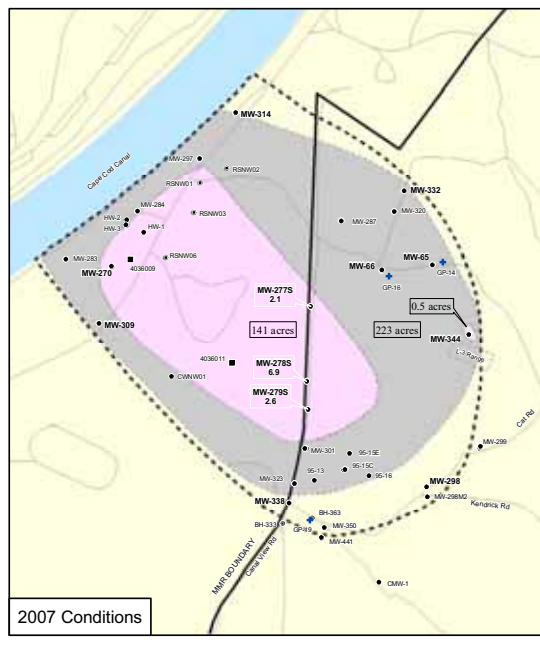 MW-314
Cape Cod Canal
MW-297
RSNW02
RSNW01
MW-332
MW-284
MW-320
HW-2
RSNW03
MW-287
HW-3
HW-1
MW-283
RSNW06
MW-65
MW-66
GP-14
MW-270
4036009
GP-16
MW-277S
2.1
0.5 acres
MW-309
141 acres
223 acres
MW-344
L-3 Range
4036011
MW-278S
6.9
CWNW01
MW-279S
2.6
Cat Rd
MW-299
MW-301
95-15E
95-15C
95-13
95-16
MW-323
MW-298
MW-338
MW-298M2
Kendrick Rd
BH-363
BH-333
GP-19
MW-350
MW-441
MMR BOUNDARY
Canal View Rd
CMW-1
2007 Conditions